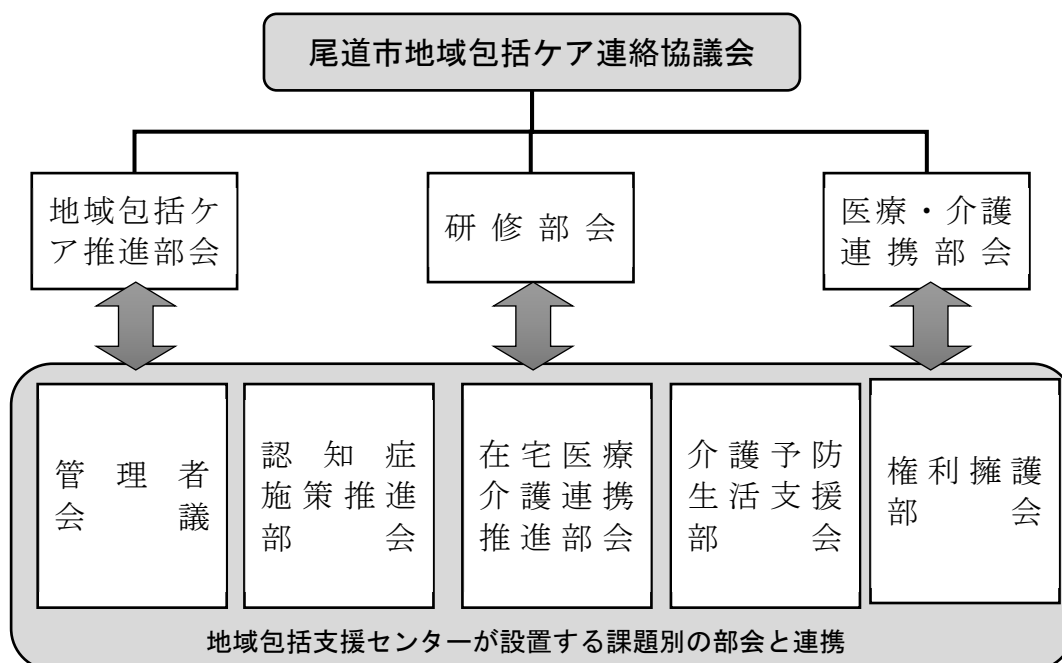 尾道市地域包括ケア連絡協議会
地域包括ケ
ア推進部会
研修部会
医療・介護
連携部会
管理者
会議
認知症
施策推進
部会
在宅医療
介護連携
推進部会
介護予防
生活支援
部会
権利擁護
部会
地域包括支援センターが設置する課題別の部会と連携